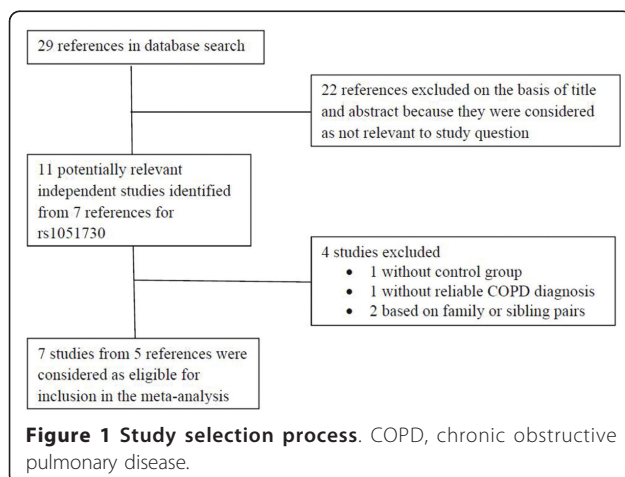 29 references in database search
22 references excluded on the basis of title
and abstract because they were considered
as not relevant to study question
11 potentially relevant
independent studies identified
from 7 references for
rs1051730
4 studies excluded
• 1 without control group
• 1 without reliable COPD diagnosis
• 2 based on family or sibling pairs
7 studies from 5 references were
considered as eligible for
inclusion in the meta-analysis
Figure 1 Study selection process. COPD, chronic obstructive
pulmonary disease.